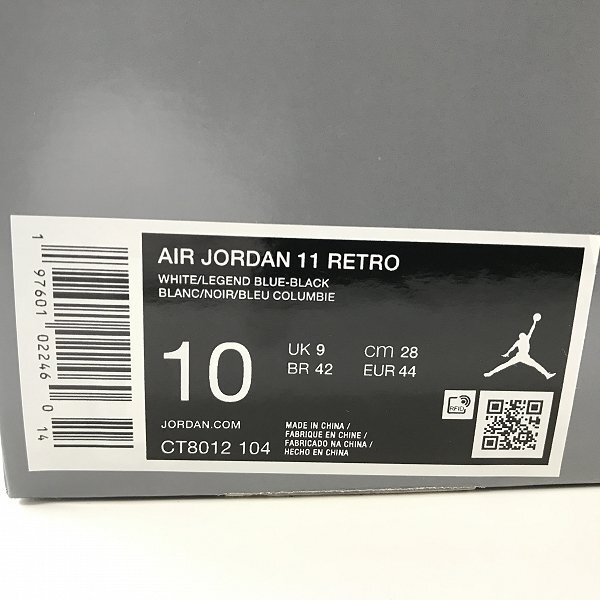 AIR JORDAN 11 RETRO
WHITE/LEGEND BLUE-BLACK
BLANC/NOIR/BLEU COLUMBIE
10
UK 9 cm 28
BR 42 EUR 44
JORDAN.COM
CT8012 104
MADE IN CHINA /
FABRIQUE EN CHINE /
FABRICADO NA CHINA /
HECHO EN CHINA
RFID
1 97601 02246 0 14